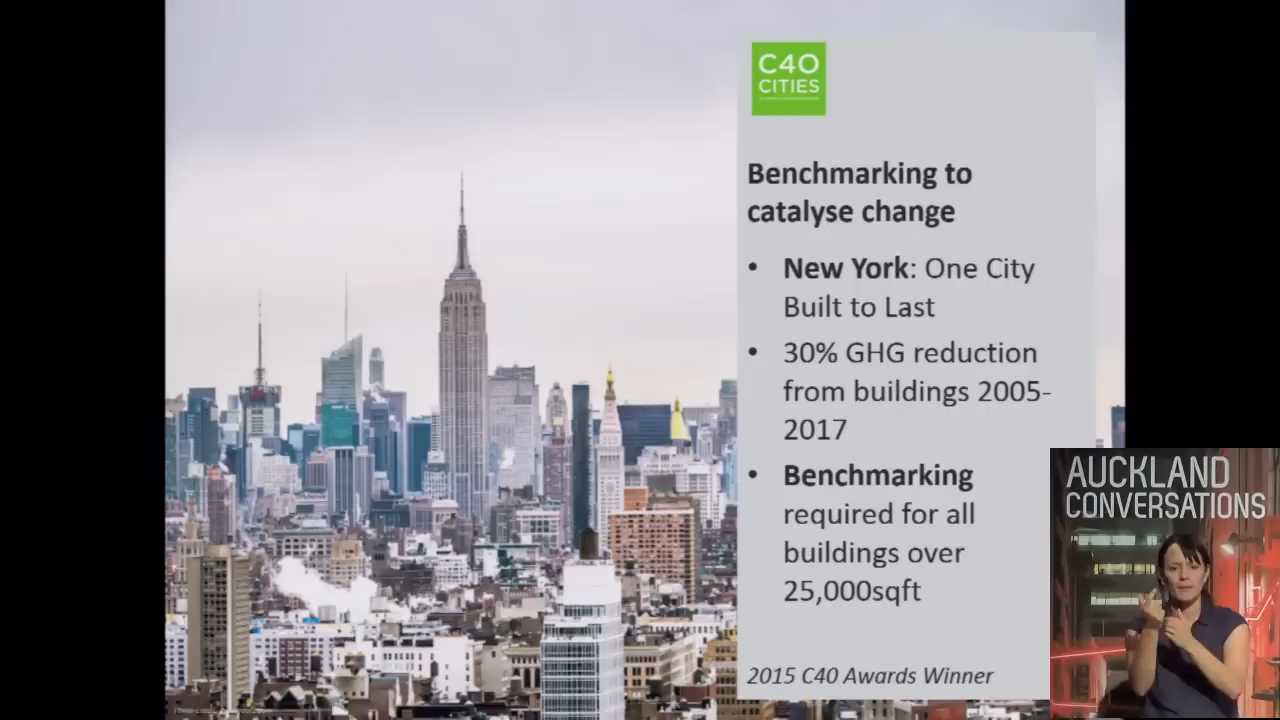 C40
CITIES
Benchmarking to
catalyse change
• New York: One City
Built to Last
• 30% GHG reduction
from buildings 2005-
2017
• Benchmarking
required for all
buildings over
25,000sqft
2015 C40 Awards Winner
AUCKLAND
CONVERSATIONS